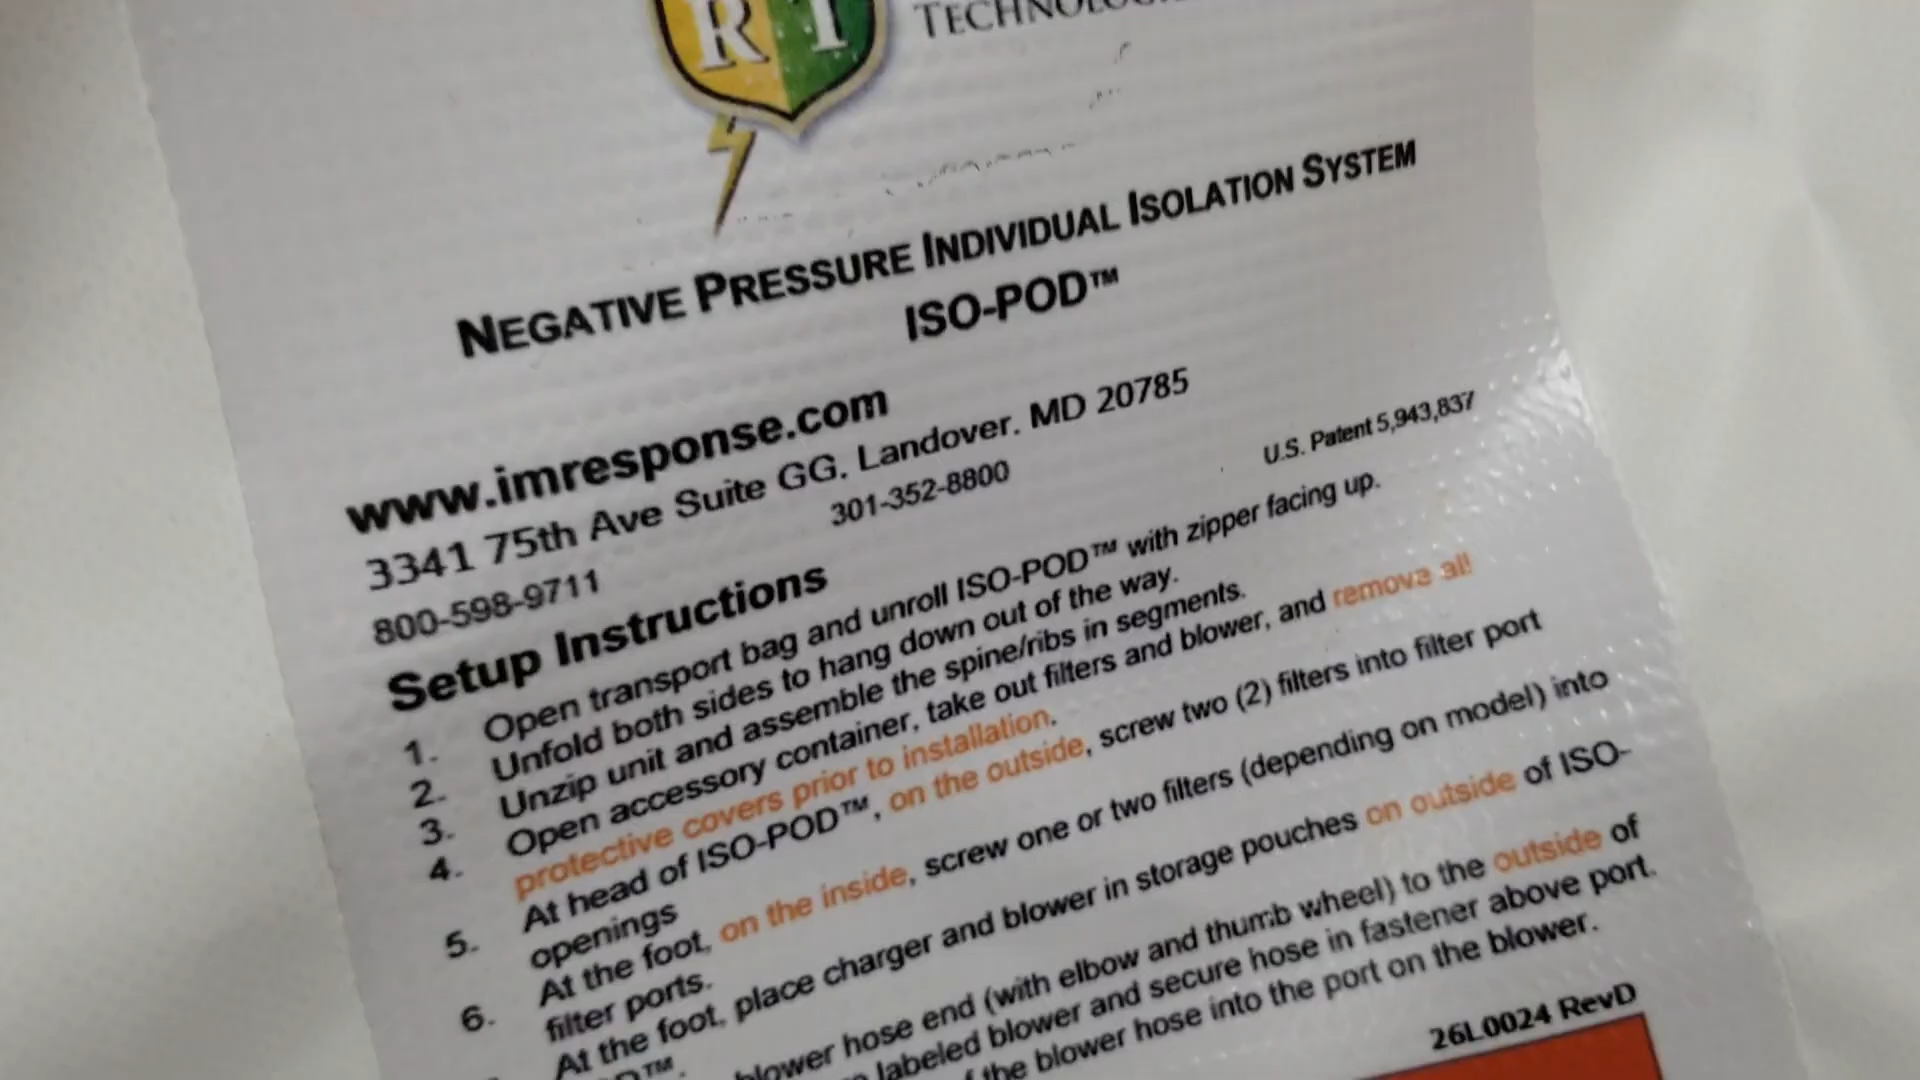 R T
NEGATIVE PRESSURE INDIVIDUAL ISOLATION SYSTEM
ISO-POD™
www.imresponse.com
3341 75th Ave Suite GG. Landover. MD 20785
800-598-9711 301-352-8800 U.S. Patent 5,943,837
Setup Instructions
1. Open transport bag and unroll ISO-POD™ with zipper facing up.
2. Unfold both sides to hang down out of the way.
3. Unzip unit and assemble the spine/ribs in segments.
4. Open accessory container, take out filters and blower, and remove all
protective covers prior to installation.
5. At head of ISO-POD™, on the outside, screw two (2) filters into filter port
openings
6. At the foot, on the inside, screw one or two filters (depending on model) into
filter ports.
At the foot, place charger and blower in storage pouches on outside of ISO-
blower hose end (with elbow and thumb wheel) to the outside of
labeled blower and secure hose in fastener above port.
the blower hose into the port on the blower.
26L0024 RevD